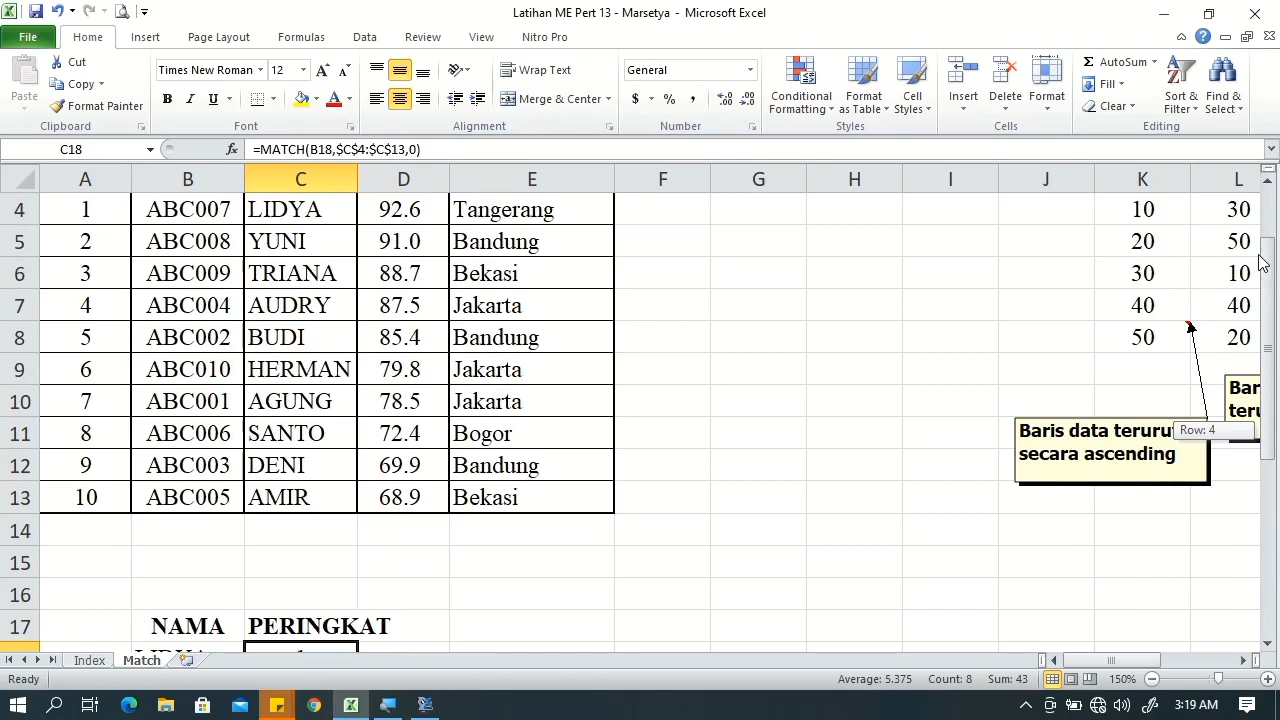 Latihan ME Pert 13 - Marsetya - Microsoft Excel
File Home Insert Page Layout Formulas Data Review View Nitro Pro
Paste
Cut
Copy
Format Painter
Clipboard
Times New Roman 12
B I U
Font
Wrap Text
Merge & Center
Alignment
General
$ % ,
Number
Conditional Formatting
Format as Table
Cell Styles
Styles
Insert Delete Format
Cells
AutoSum
Fill
Clear
Sort & Filter
Find & Select
Editing
C18 fx =MATCH(B18,$C$4:$C$13,0)
A B C D E F G H I J K L
4 1 ABC007 LIDYA 92.6 Tangerang 10 30
5 2 ABC008 YUNI 91.0 Bandung 20 50
6 3 ABC009 TRIANA 88.7 Bekasi 30 10
7 4 ABC004 AUDRY 87.5 Jakarta 40 40
8 5 ABC002 BUDI 85.4 Bandung 50 20
9 6 ABC010 HERMAN 79.8 Jakarta
10 7 ABC001 AGUNG 78.5 Jakarta
11 8 ABC006 SANTO 72.4 Bogor
12 9 ABC003 DENI 69.9 Bandung
13 10 ABC005 AMIR 68.9 Bekasi
Baris data teruru
secara ascending
Row: 4
14
15
16
17 NAMA PERINGKAT
Index Match
Ready Average: 5.375 Count: 8 Sum: 43 150%
3:19 AM